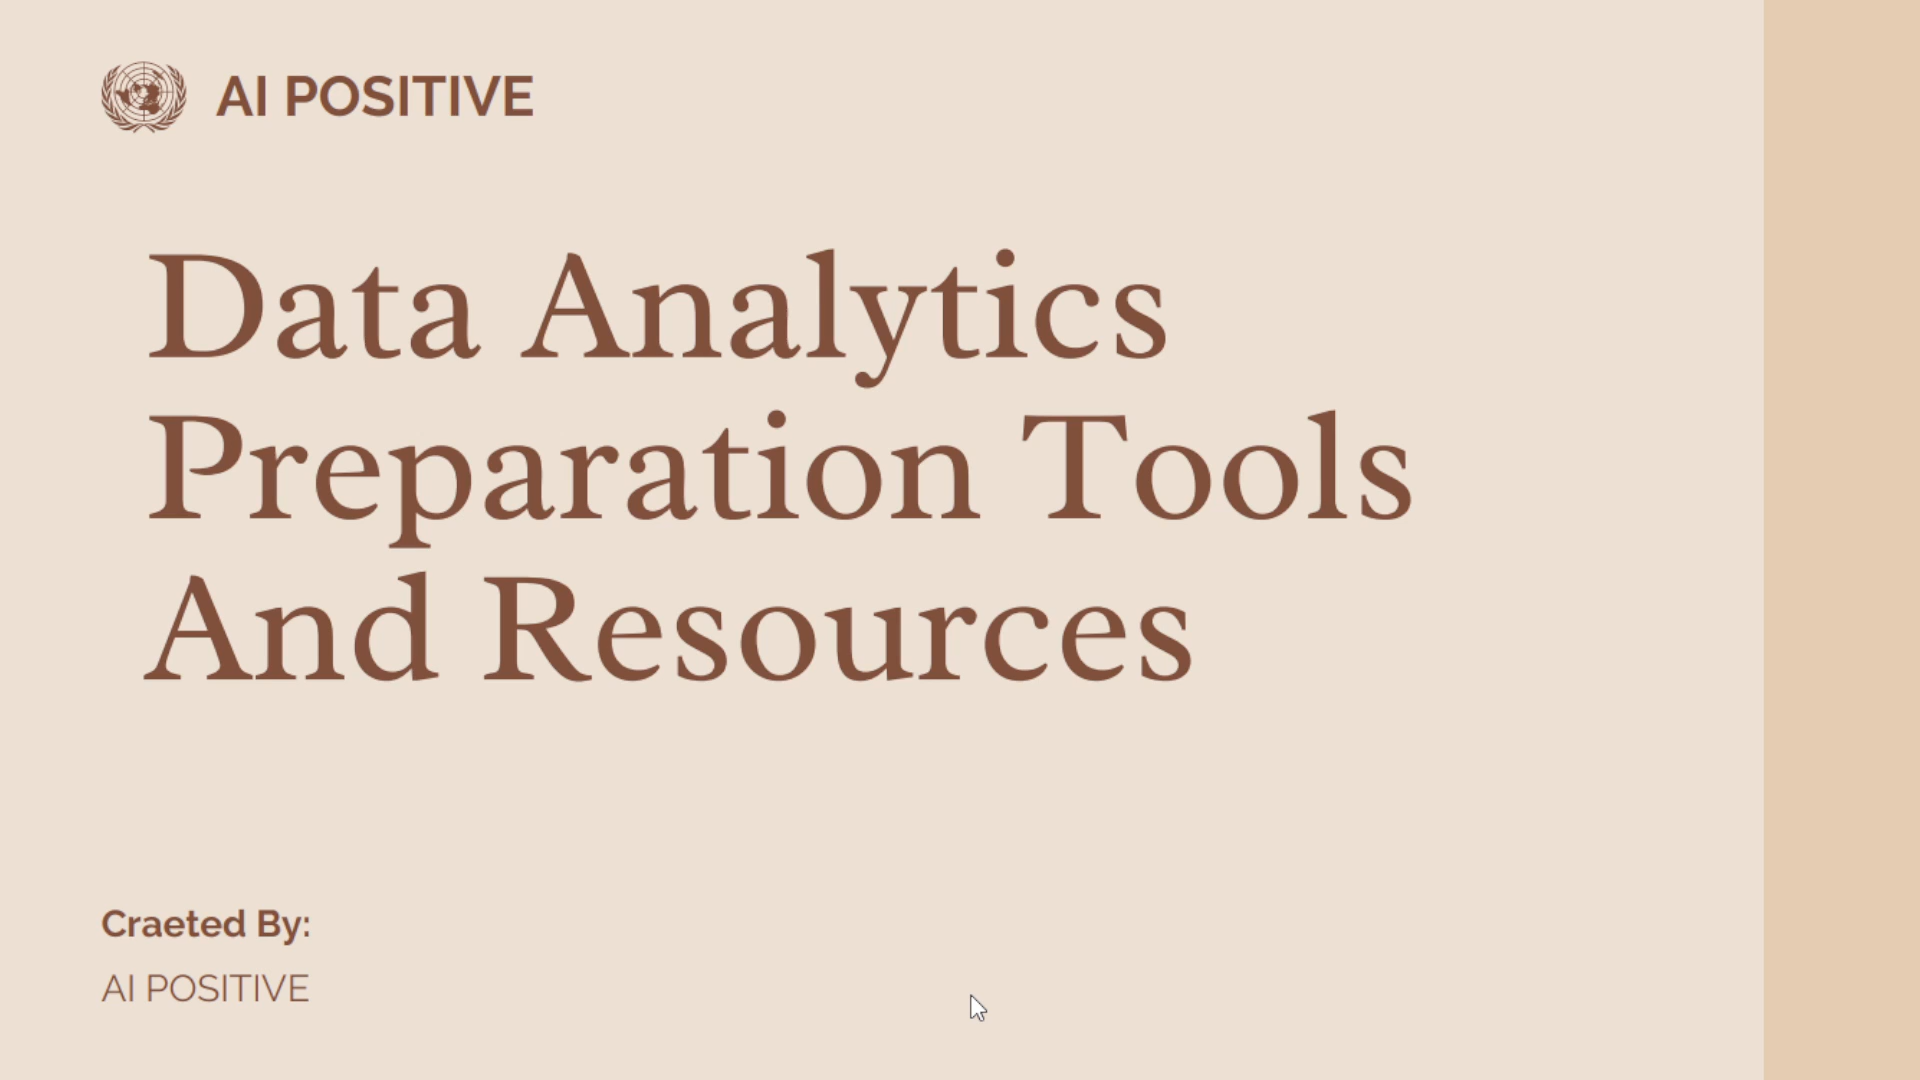 AI POSITIVE
Data Analytics
Preparation Tools
And Resources
Craeted By:
AI POSITIVE